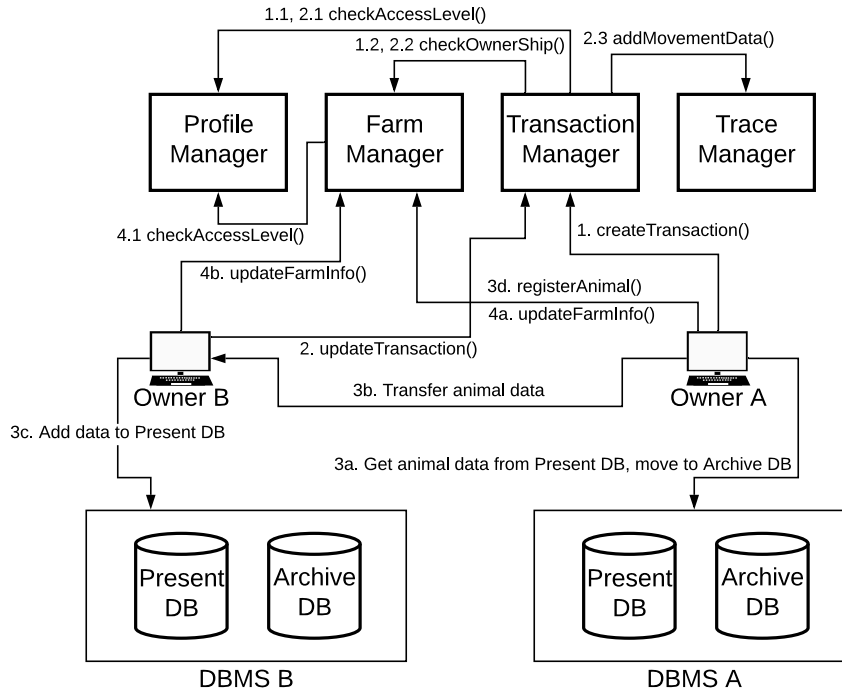 1.1, 2.1 checkAccessLevel()
1.2, 2.2 checkOwnerShip()
2.3 addMovementData()
Profile
Manager
Farm
Manager
Transaction
Manager
Trace
Manager
4.1 checkAccessLevel()
1. createTransaction()
4b. updateFarmInfo()
3d. registerAnimal()
4a. updateFarmInfo()
2. updateTransaction()
Owner B
3b. Transfer animal data
Owner A
3c. Add data to Present DB
3a. Get animal data from Present DB, move to Archive DB
Present
DB
Archive
DB
Present
DB
Archive
DB
DBMS B
DBMS A